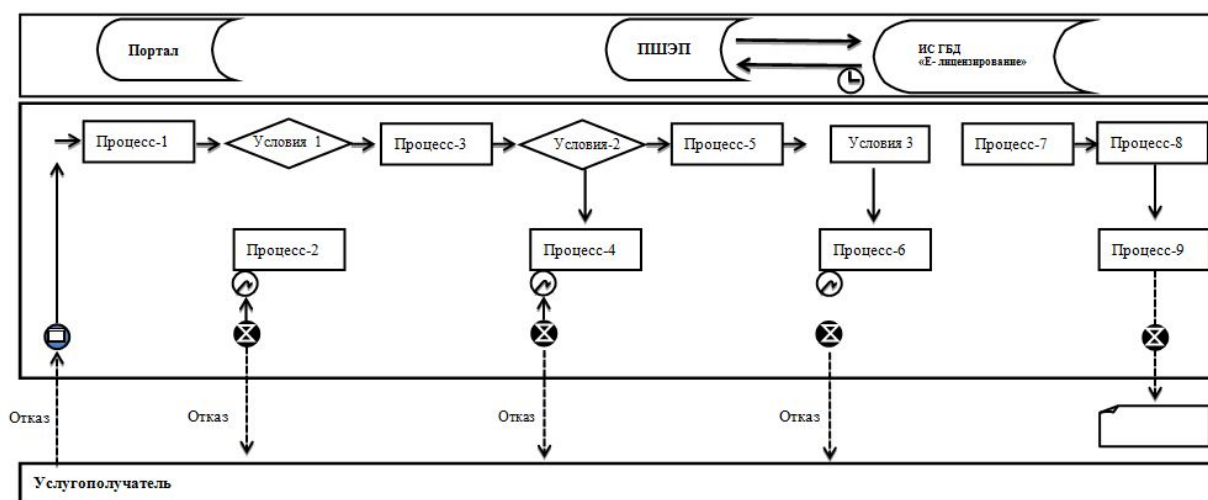 Портал
ПШЭП
ИС ГБД
«Е- лицензирование»
Процесс-1
Условия 1
Процесс-3
Условия-2
Процесс-5
Условия 3
Процесс-7
Процесс-8
Процесс-2
Процесс-4
Процесс-6
Процесс-9
Отказ
Отказ
Отказ
Отказ
Услугополучатель